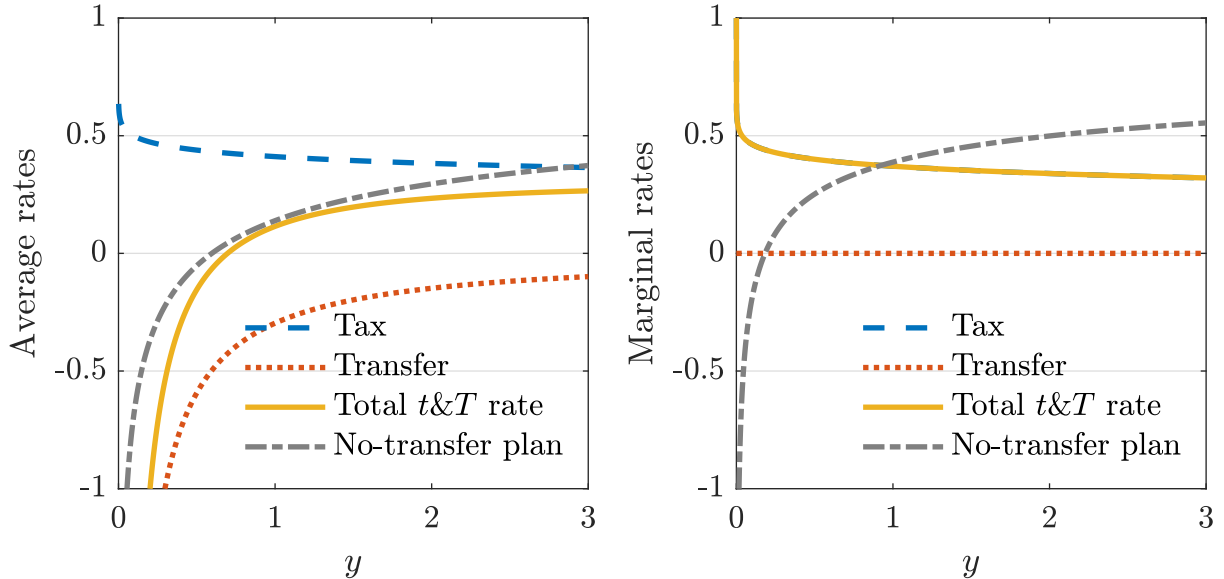 Average rates
1
0.5
0
-0.5
-1
Tax
Transfer
Total t&T rate
No-transfer plan
0
1
2
3
y
Marginal rates
1
0.5
0
-0.5
-1
Tax
Transfer
Total t&T rate
No-transfer plan
0
1
2
3
y